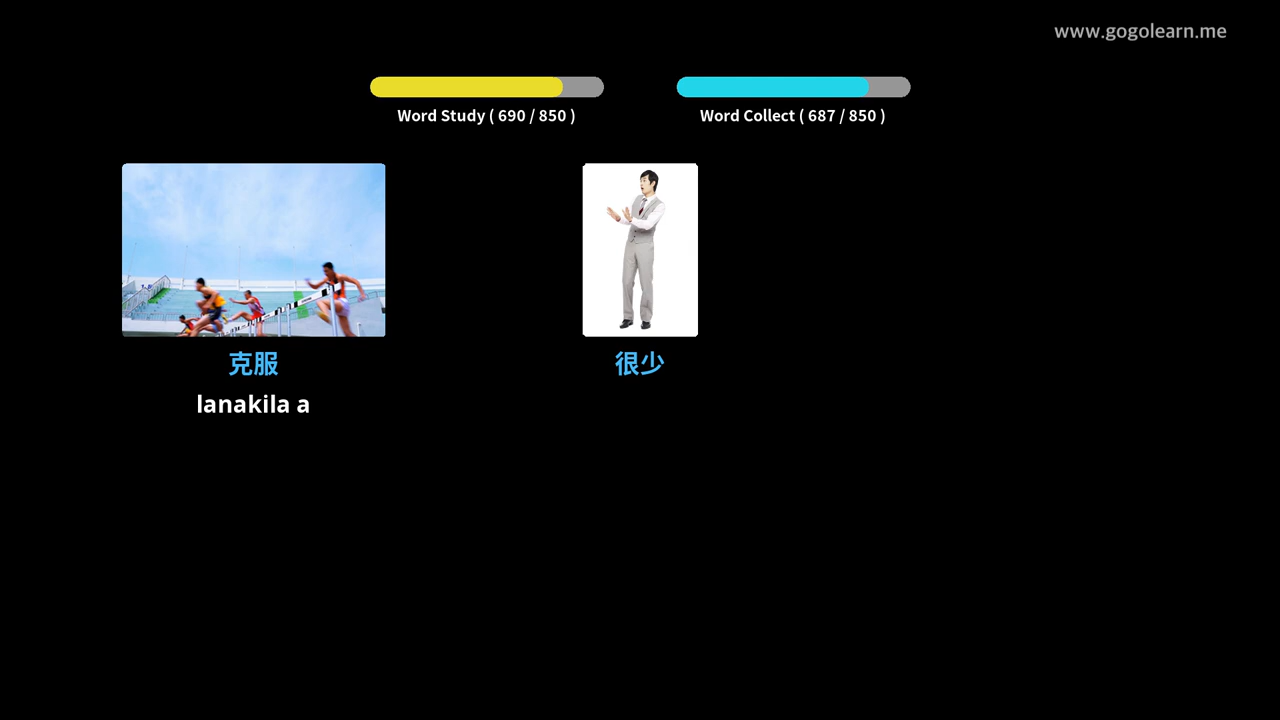 www.gogolearn.me
Word Study ( 690 / 850 )
Word Collect ( 687 / 850 )
克服
很少
lanakila a